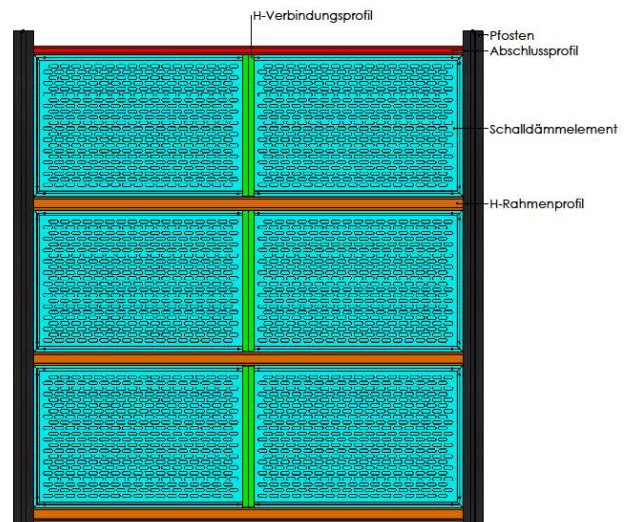 H-Verbindungsprofil
Pfosten
Abschlussprofil
Schalldämmelement
H-Rahmenprofil